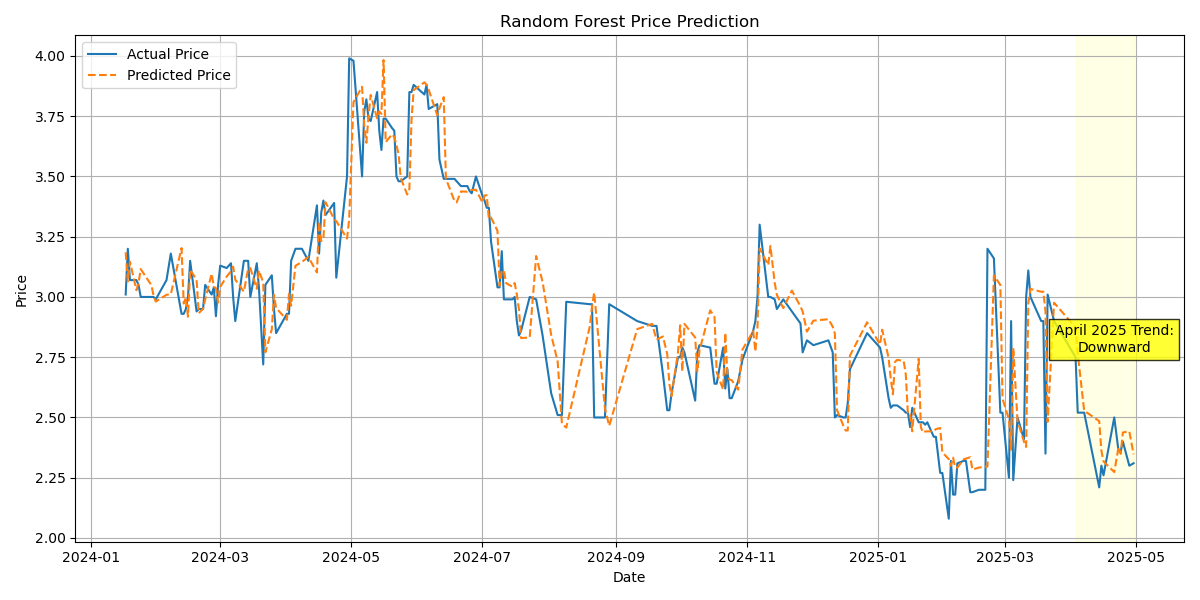 Random Forest Price Prediction
Actual Price
Predicted Price
4.00
3.75
3.50
3.25
3.00
2.75
2.50
2.25
2.00
Price
April 2025 Trend:
Downward
2024-01 2024-03 2024-05 2024-07 2024-09 2024-11 2025-01 2025-03 2025-05
Date